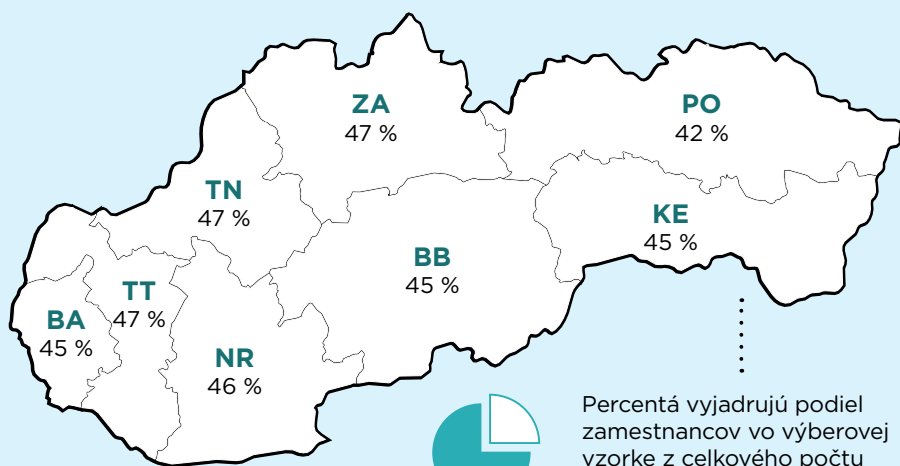 ZA
47 %
PO
42 %
TN
47 %
KE
45 %
BB
45 %
TT
47 %
BA
45 %
NR
46 %
Percentá vyjadrujú podiel
zamestnancov vo výberovej
vzorke z celkového počtu